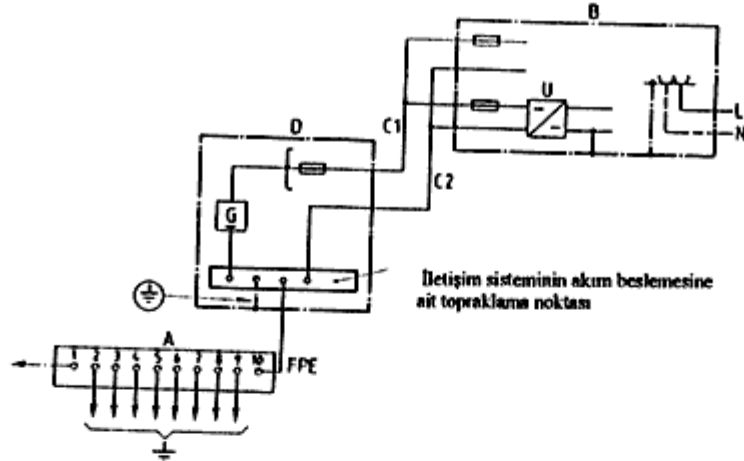 B
D
U
L
C1
N
C2
G
İletişim sisteminin akım beslemesine
ait topraklama noktası
A
1 2 3 4 5 6 7 8 9 10
FPE